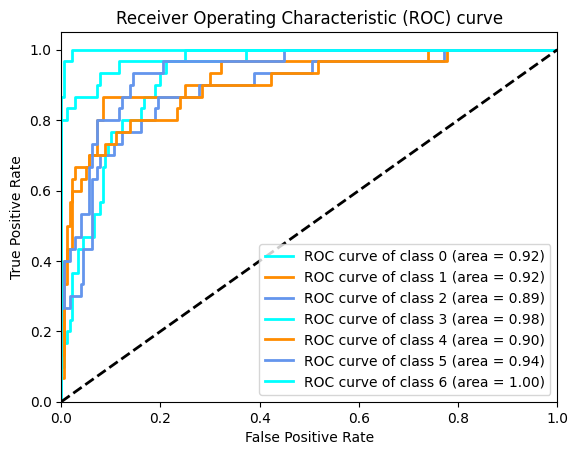 Receiver Operating Characteristic (ROC) curve
True Positive Rate
1.0
0.8
0.6
0.4
0.2
0.0
ROC curve of class 0 (area = 0.92)
ROC curve of class 1 (area = 0.92)
ROC curve of class 2 (area = 0.89)
ROC curve of class 3 (area = 0.98)
ROC curve of class 4 (area = 0.90)
ROC curve of class 5 (area = 0.94)
ROC curve of class 6 (area = 1.00)
0.0 0.2 0.4 0.6 0.8 1.0
False Positive Rate